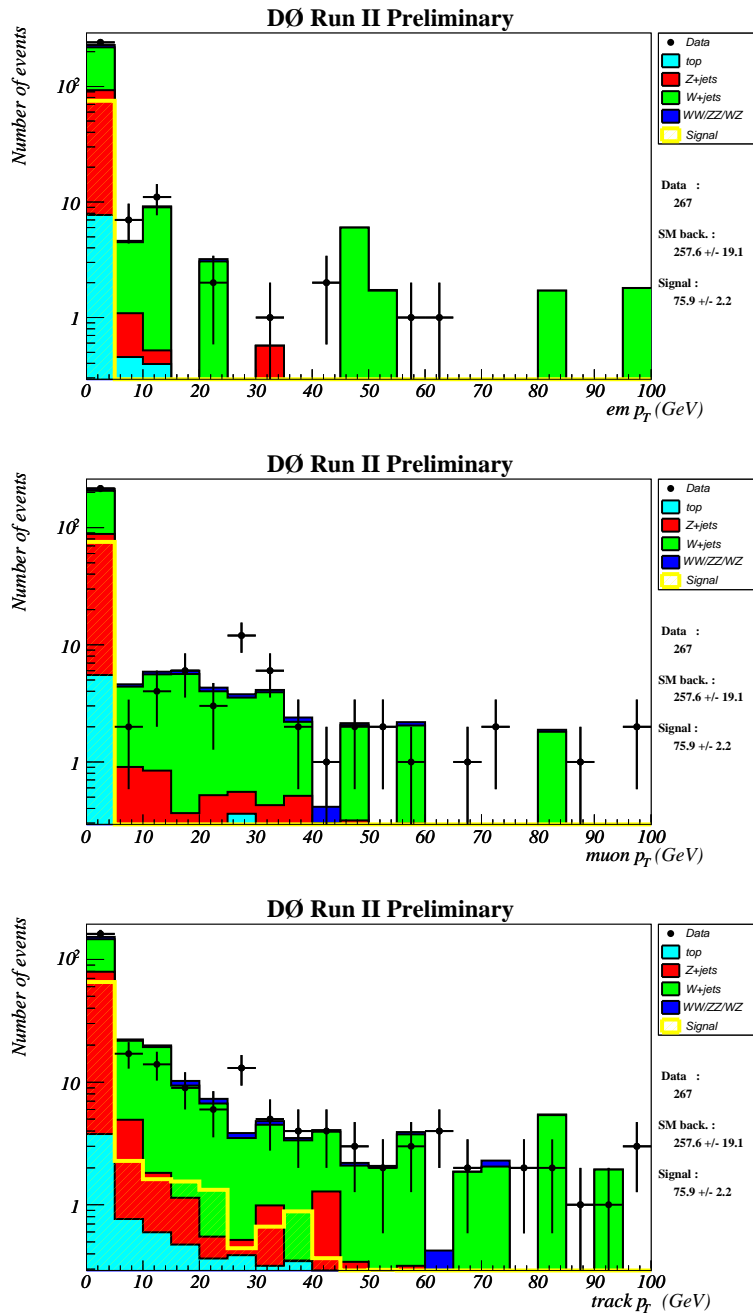 DØ Run II Preliminary
Number of events
10²
10
1
0 10 20 30 40 50 60 70 80 90 100
em pT (GeV)
Data
top
Z+jets
W+jets
WW/ZZ/WZ
Signal
Data :
267
SM back. :
257.6 +/- 19.1
Signal :
75.9 +/- 2.2
DØ Run II Preliminary
Number of events
10²
10
1
0 10 20 30 40 50 60 70 80 90 100
muon pT (GeV)
Data
top
Z+jets
W+jets
WW/ZZ/WZ
Signal
Data :
267
SM back. :
257.6 +/- 19.1
Signal :
75.9 +/- 2.2
DØ Run II Preliminary
Number of events
10²
10
1
0 10 20 30 40 50 60 70 80 90 100
track pT (GeV)
Data
top
Z+jets
W+jets
WW/ZZ/WZ
Signal
Data :
267
SM back. :
257.6 +/- 19.1
Signal :
75.9 +/- 2.2